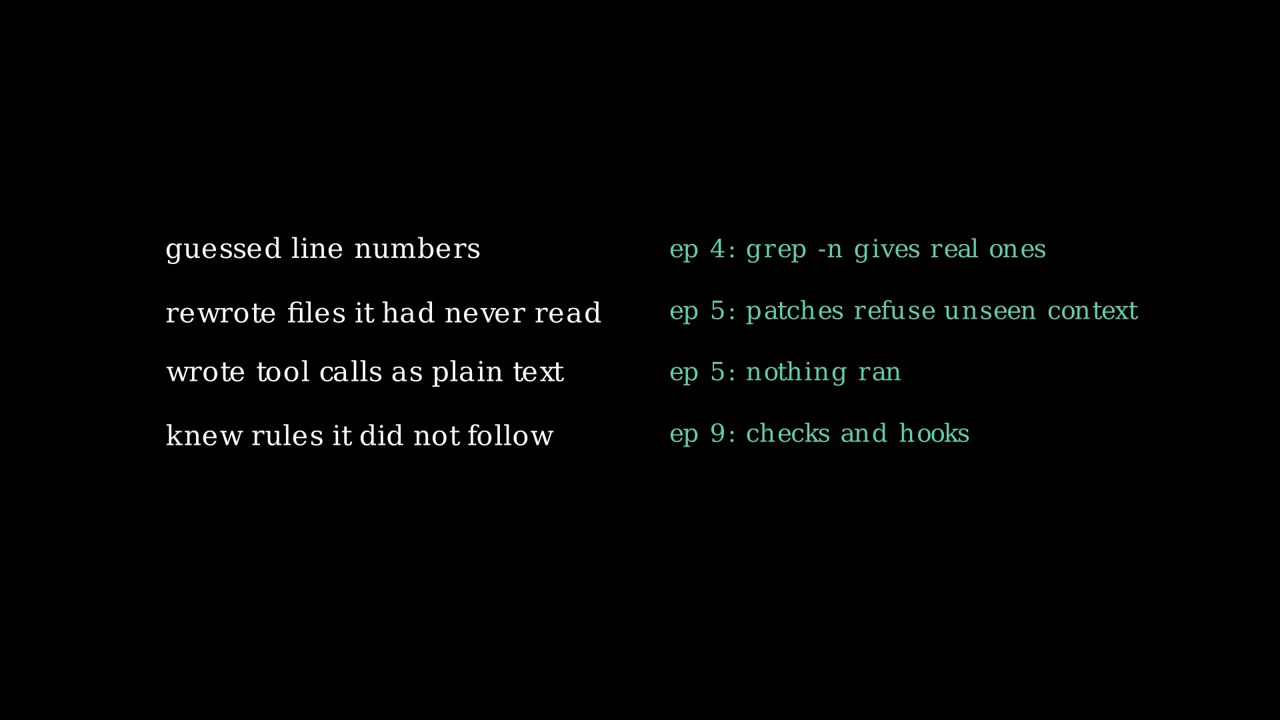 guessed line numbers ep 4: grep -n gives real ones
rewrote files it had never read ep 5: patches refuse unseen context
wrote tool calls as plain text ep 5: nothing ran
knew rules it did not follow ep 9: checks and hooks